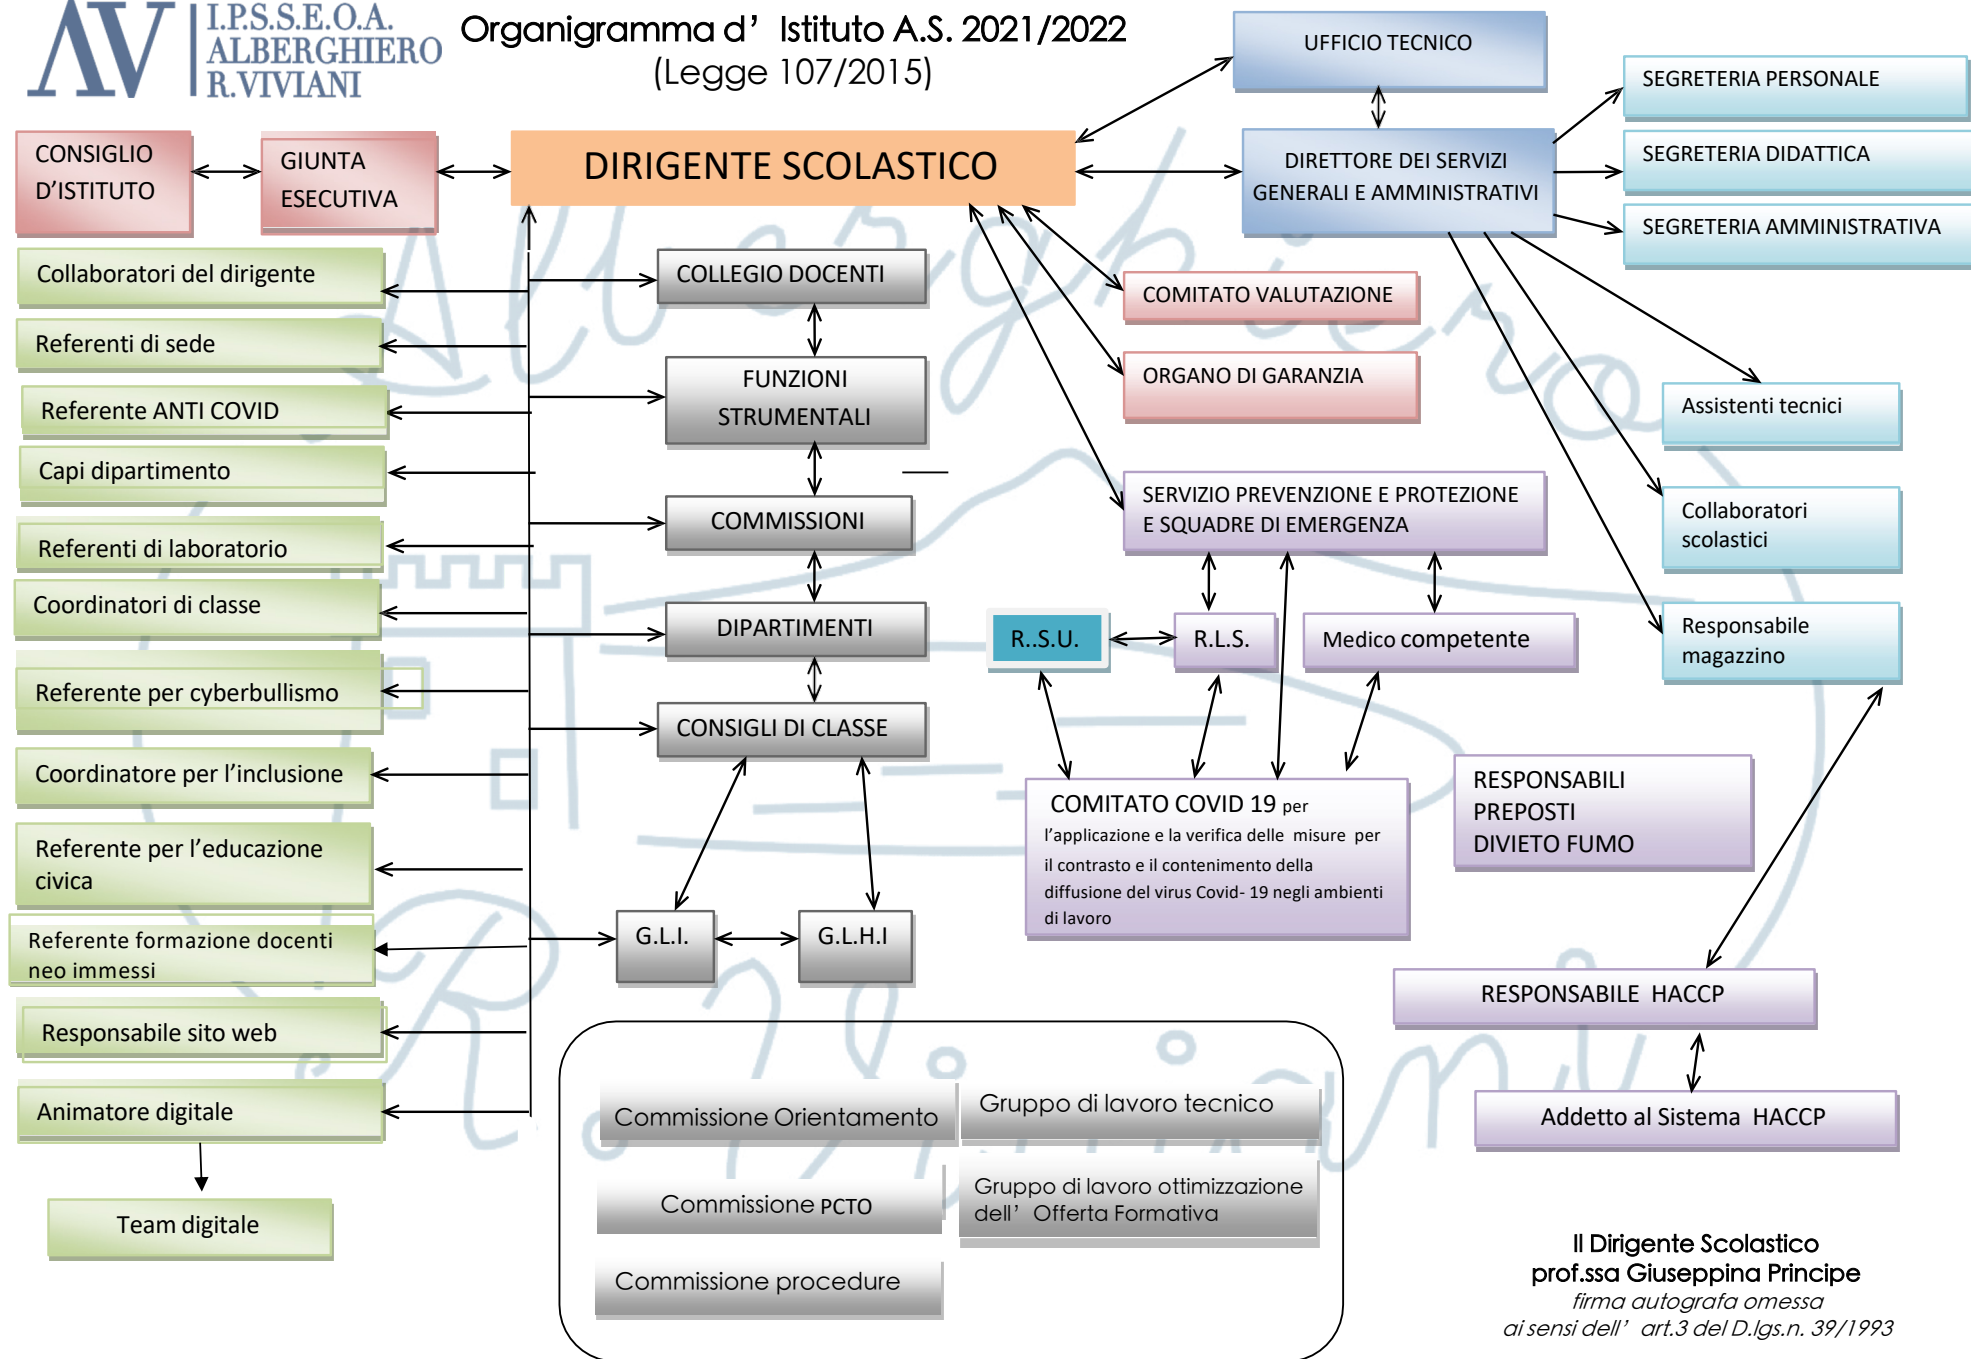 I.P.S.S.E.O.A.
ALBERGHIERO
R.VIVIANI
Organigramma d’ Istituto A.S. 2021/2022
(Legge 107/2015)
UFFICIO TECNICO
SEGRETERIA PERSONALE
CONSIGLIO
D’ISTITUTO
GIUNTA
ESECUTIVA
DIRIGENTE SCOLASTICO
DIRETTORE DEI SERVIZI
GENERALI E AMMINISTRATIVI
SEGRETERIA DIDATTICA
SEGRETERIA AMMINISTRATIVA
Collaboratori del dirigente
Referenti di sede
Referente ANTI COVID
Capi dipartimento
Referenti di laboratorio
Coordinatori di classe
Referente per cyberbullismo
Coordinatore per l’inclusione
Referente per l’educazione
civica
Referente formazione docenti
neo immessi
Responsabile sito web
Animatore digitale
Team digitale
COLLEGIO DOCENTI
FUNZIONI
STRUMENTALI
COMMISSIONI
DIPARTIMENTI
CONSIGLI DI CLASSE
G.L.I.
G.L.H.I
COMITATO VALUTAZIONE
ORGANO DI GARANZIA
SERVIZIO PREVENZIONE E PROTEZIONE
E SQUADRE DI EMERGENZA
R..S.U.
R.L.S.
Medico competente
COMITATO COVID 19 per
l’applicazione e la verifica delle misure per
il contrasto e il contenimento della
diffusione del virus Covid- 19 negli ambienti
di lavoro
Assistenti tecnici
Collaboratori
scolastici
Responsabile
magazzino
RESPONSABILI
PREPOSTI
DIVIETO FUMO
RESPONSABILE HACCP
Addetto al Sistema HACCP
Commissione Orientamento
Gruppo di lavoro tecnico
Commissione PCTO
Gruppo di lavoro ottimizzazione
dell’ Offerta Formativa
Commissione procedure
Il Dirigente Scolastico
prof.ssa Giuseppina Principe
firma autografa omessa
ai sensi dell’ art.3 del D.lgs.n. 39/1993
Alberghiero
R. Viviani